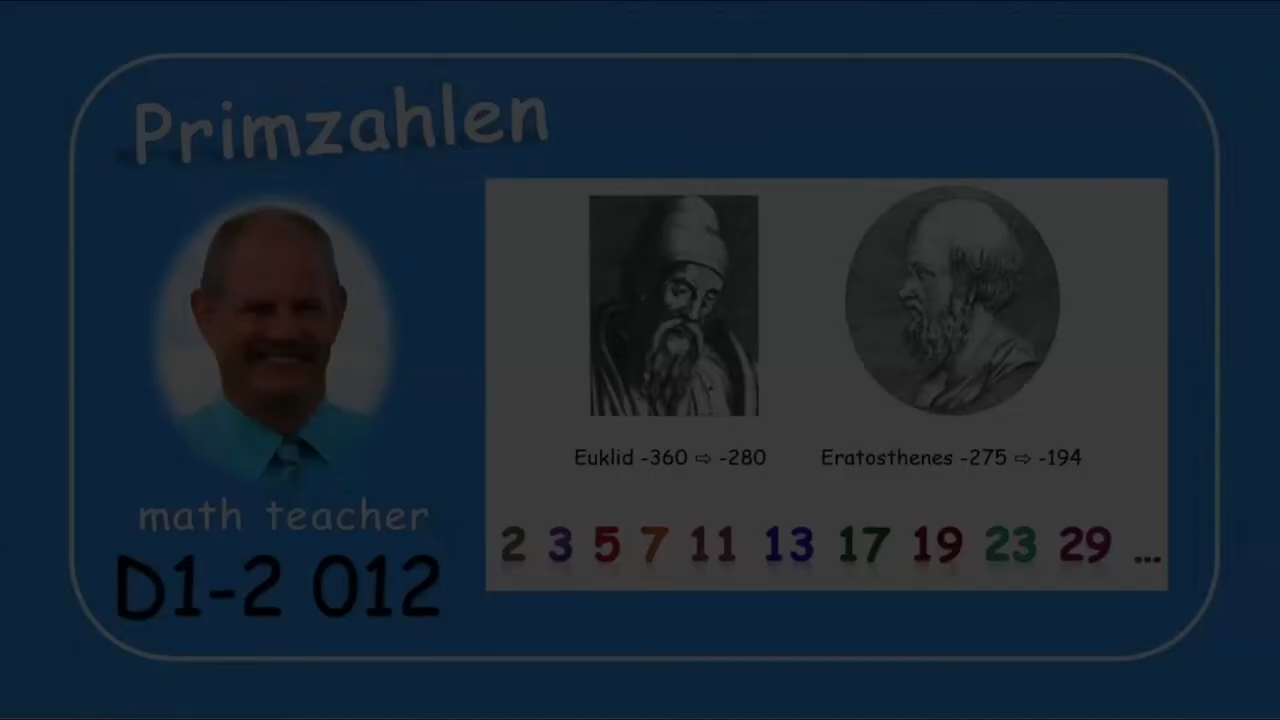 Primzahlen
math teacher
D1-2 012
Euklid -360 ⇨ -280
Eratosthenes -275 ⇨ -194
2 3 5 7 11 13 17 19 23 29 ...